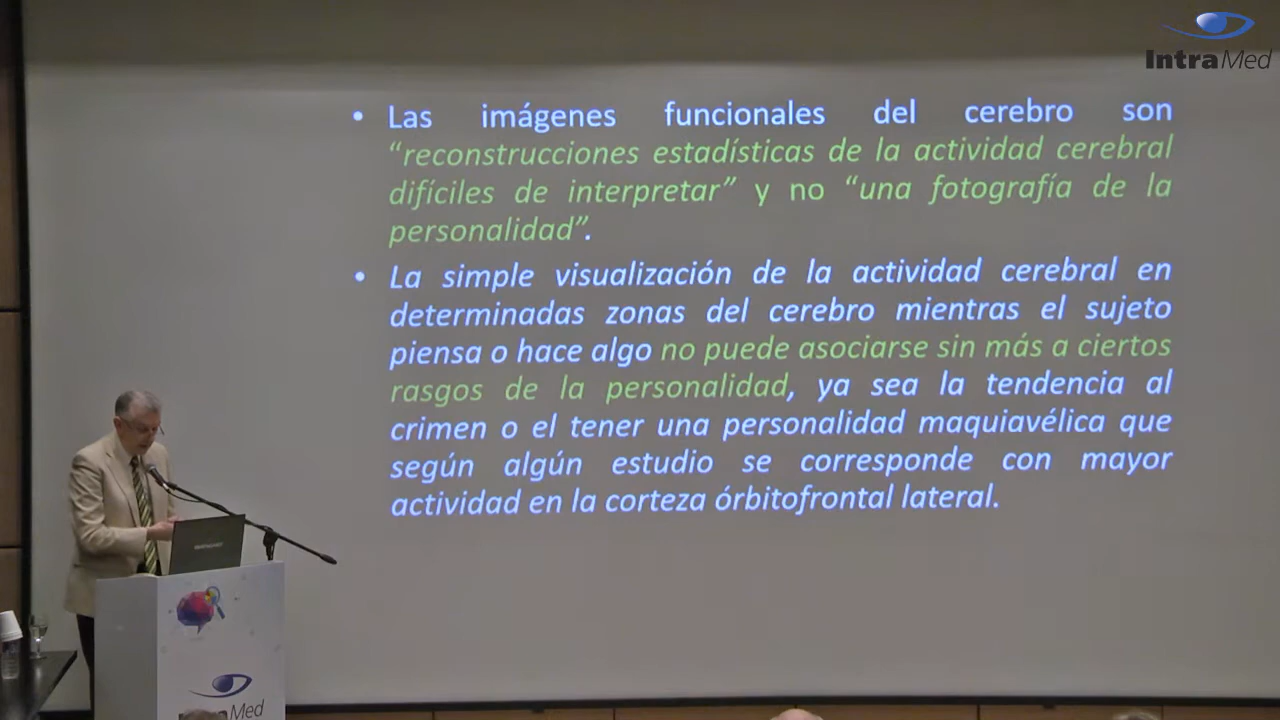 IntraMed
• Las imágenes funcionales del cerebro son
“reconstrucciones estadísticas de la actividad cerebral
difíciles de interpretar” y no “una fotografía de la
personalidad”.
• La simple visualización de la actividad cerebral en
determinadas zonas del cerebro mientras el sujeto
piensa o hace algo no puede asociarse sin más a ciertos
rasgos de la personalidad, ya sea la tendencia al
crimen o el tener una personalidad maquiavélica que
según algún estudio se corresponde con mayor
actividad en la corteza órbitofrontal lateral.
IntraMed